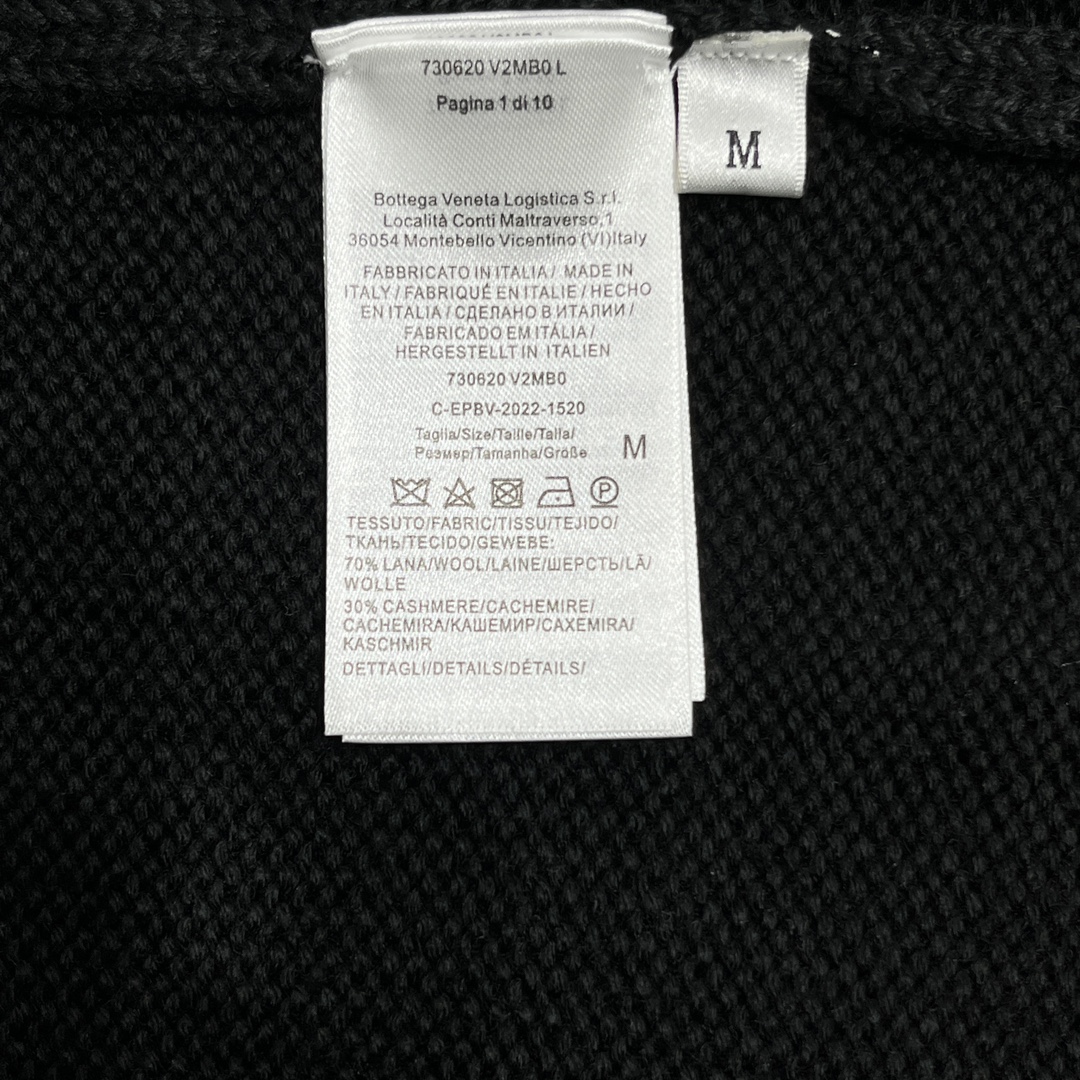 730620 V2MB0 L
Pagina 1 di 10
M
Bottega Veneta Logistica S.r.l.
Località Conti Maltraverso,1
36054 Montebello Vicentino (VI)Italy
FABBRICATO IN ITALIA / MADE IN
ITALY / FABRIQUÉ EN ITALIE / HECHO
EN ITALIA / СДЕЛАНО В ИТАЛИИ /
FABRICADO EM ITÁLIA /
HERGESTELLT IN ITALIEN
730620 V2MB0
C-EPBV-2022-1520
Taglia/Size/Taille/Talla/
Размер/Tamanha/Größe M
TESSUTO/FABRIC/TISSU/TEJIDO/
ТКАНЬ/TECIDO/GEWEBE:
70% LANA/WOOL/LAINE/ШЕРСТЬ/LÃ/
WOLLE
30% CASHMERE/CACHEMIRE/
CACHEMIRA/КАШЕМИР/CAXEMIRA/
KASCHMIR
DETTAGLI/DETAILS/DÉTAILS/